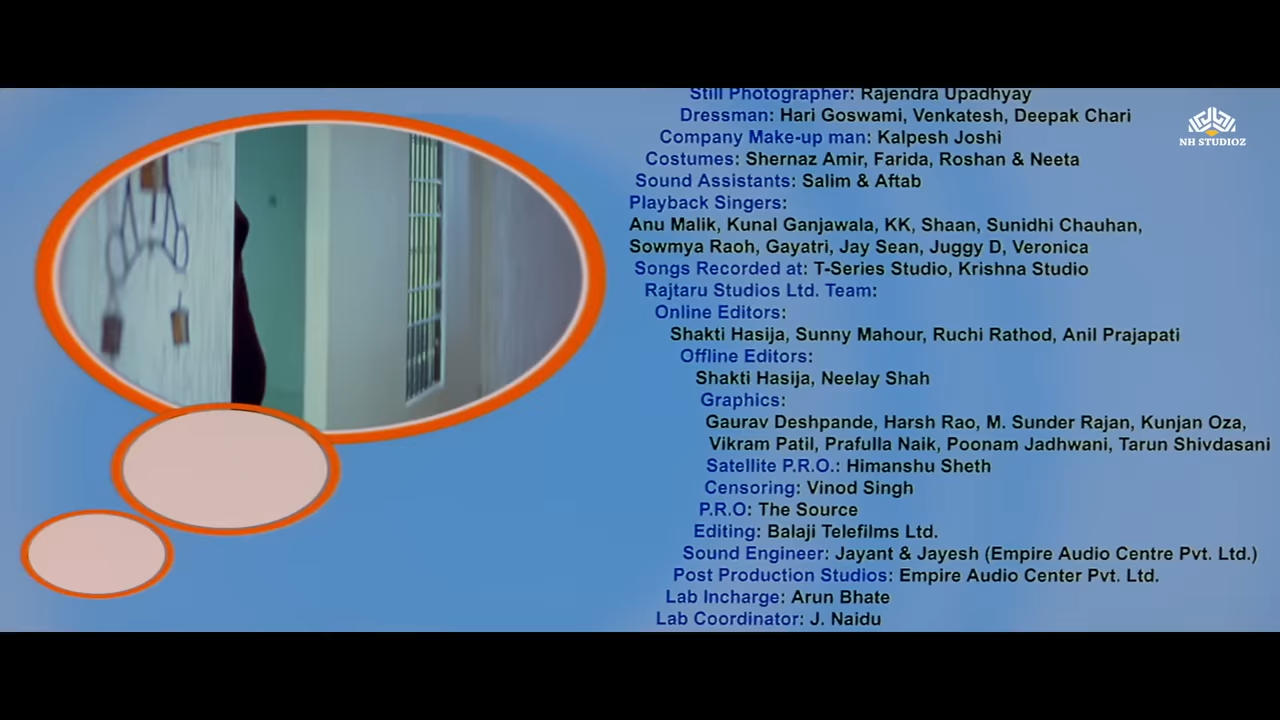 Still Photographer: Rajendra Upadhyay
Dressman: Hari Goswami, Venkatesh, Deepak Chari
Company Make-up man: Kalpesh Joshi
Costumes: Shernaz Amir, Farida, Roshan & Neeta
Sound Assistants: Salim & Aftab
Playback Singers:
Anu Malik, Kunal Ganjawala, KK, Shaan, Sunidhi Chauhan,
Sowmya Raoh, Gayatri, Jay Sean, Juggy D, Veronica
Songs Recorded at: T-Series Studio, Krishna Studio
Rajtaru Studios Ltd. Team:
Online Editors:
Shakti Hasija, Sunny Mahour, Ruchi Rathod, Anil Prajapati
Offline Editors:
Shakti Hasija, Neelay Shah
Graphics:
Gaurav Deshpande, Harsh Rao, M. Sunder Rajan, Kunjan Oza,
Vikram Patil, Prafulla Naik, Poonam Jadhwani, Tarun Shivdasani
Satellite P.R.O.: Himanshu Sheth
Censoring: Vinod Singh
P.R.O: The Source
Editing: Balaji Telefilms Ltd.
Sound Engineer: Jayant & Jayesh (Empire Audio Centre Pvt. Ltd.)
Post Production Studios: Empire Audio Center Pvt. Ltd.
Lab Incharge: Arun Bhate
Lab Coordinator: J. Naidu
NH STUDIOZ